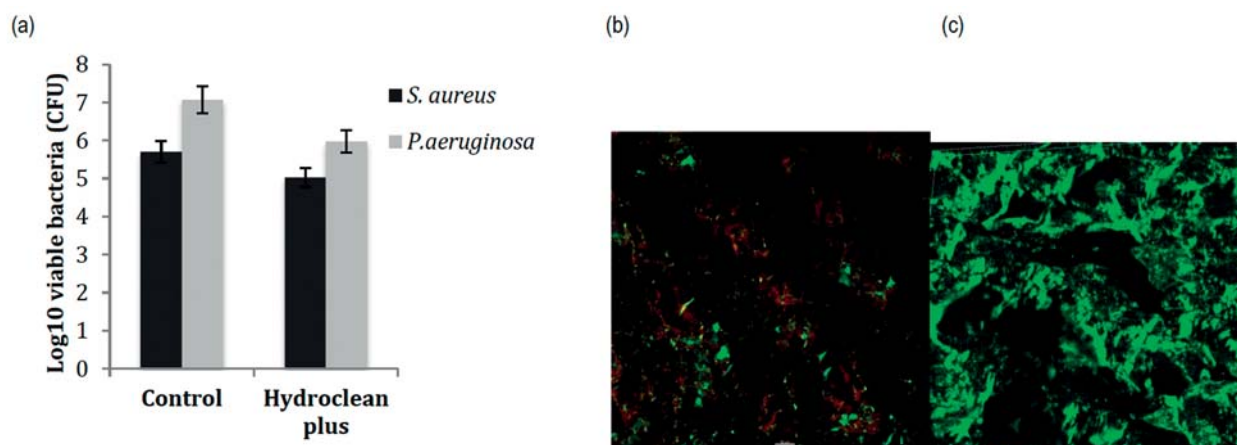 (a)
Log10 viable bacteria (CFU)
8
7
6
5
4
3
2
1
0
Control
Hydroclean
plus
S. aureus
P.aeruginosa
(b)
(c)